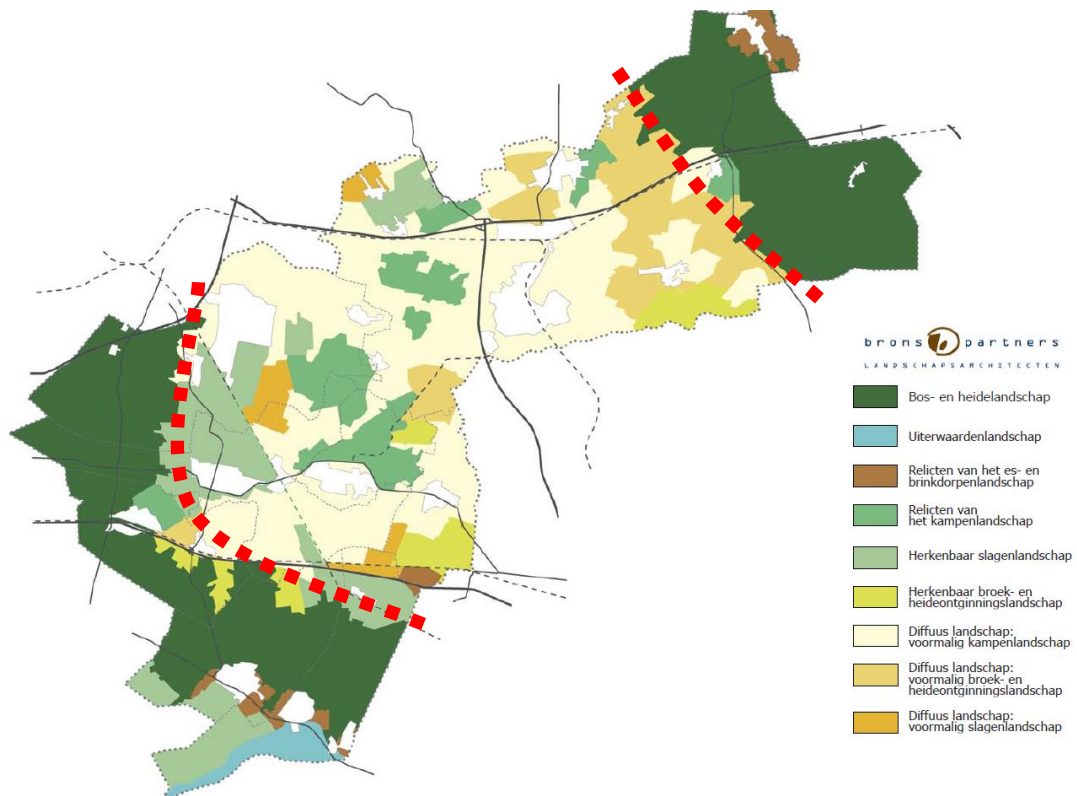 brons partners
LANDSCHAPSARCHITECTEN
Bos- en heidelandschap
Uiterwaardenlandschap
Relicten van het es- en
brinkdorpenlandschap
Relicten van
het kampenlandschap
Herkenbaar slagenlandschap
Herkenbaar broek- en
heideontginningslandschap
Diffuus landschap:
voormalig kampenlandschap
Diffuus landschap:
voormalig broek- en
heideontginningslandschap
Diffuus landschap:
voormalig slagenlandschap